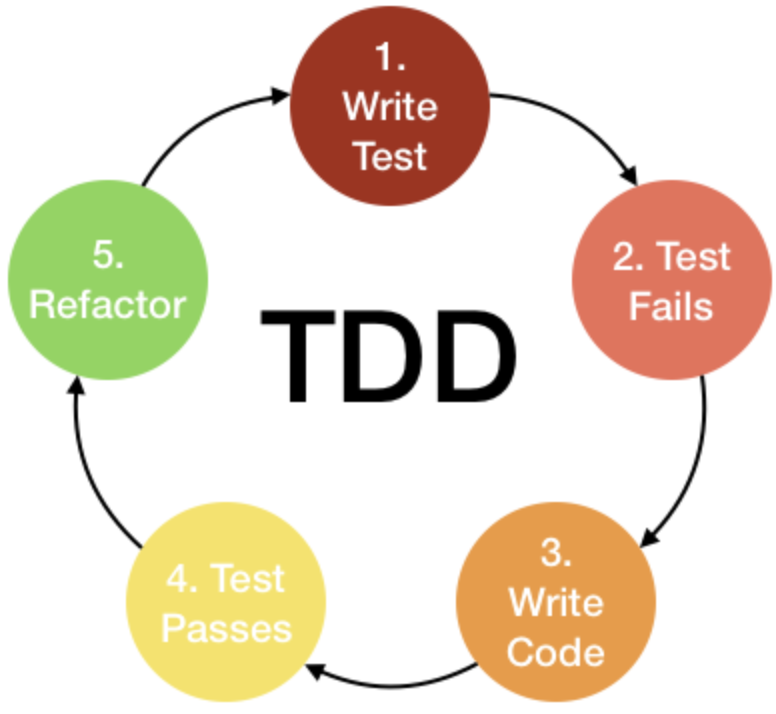 1.
Write
Test
2. Test
Fails
3.
Write
Code
4. Test
Passes
5.
Refactor
TDD